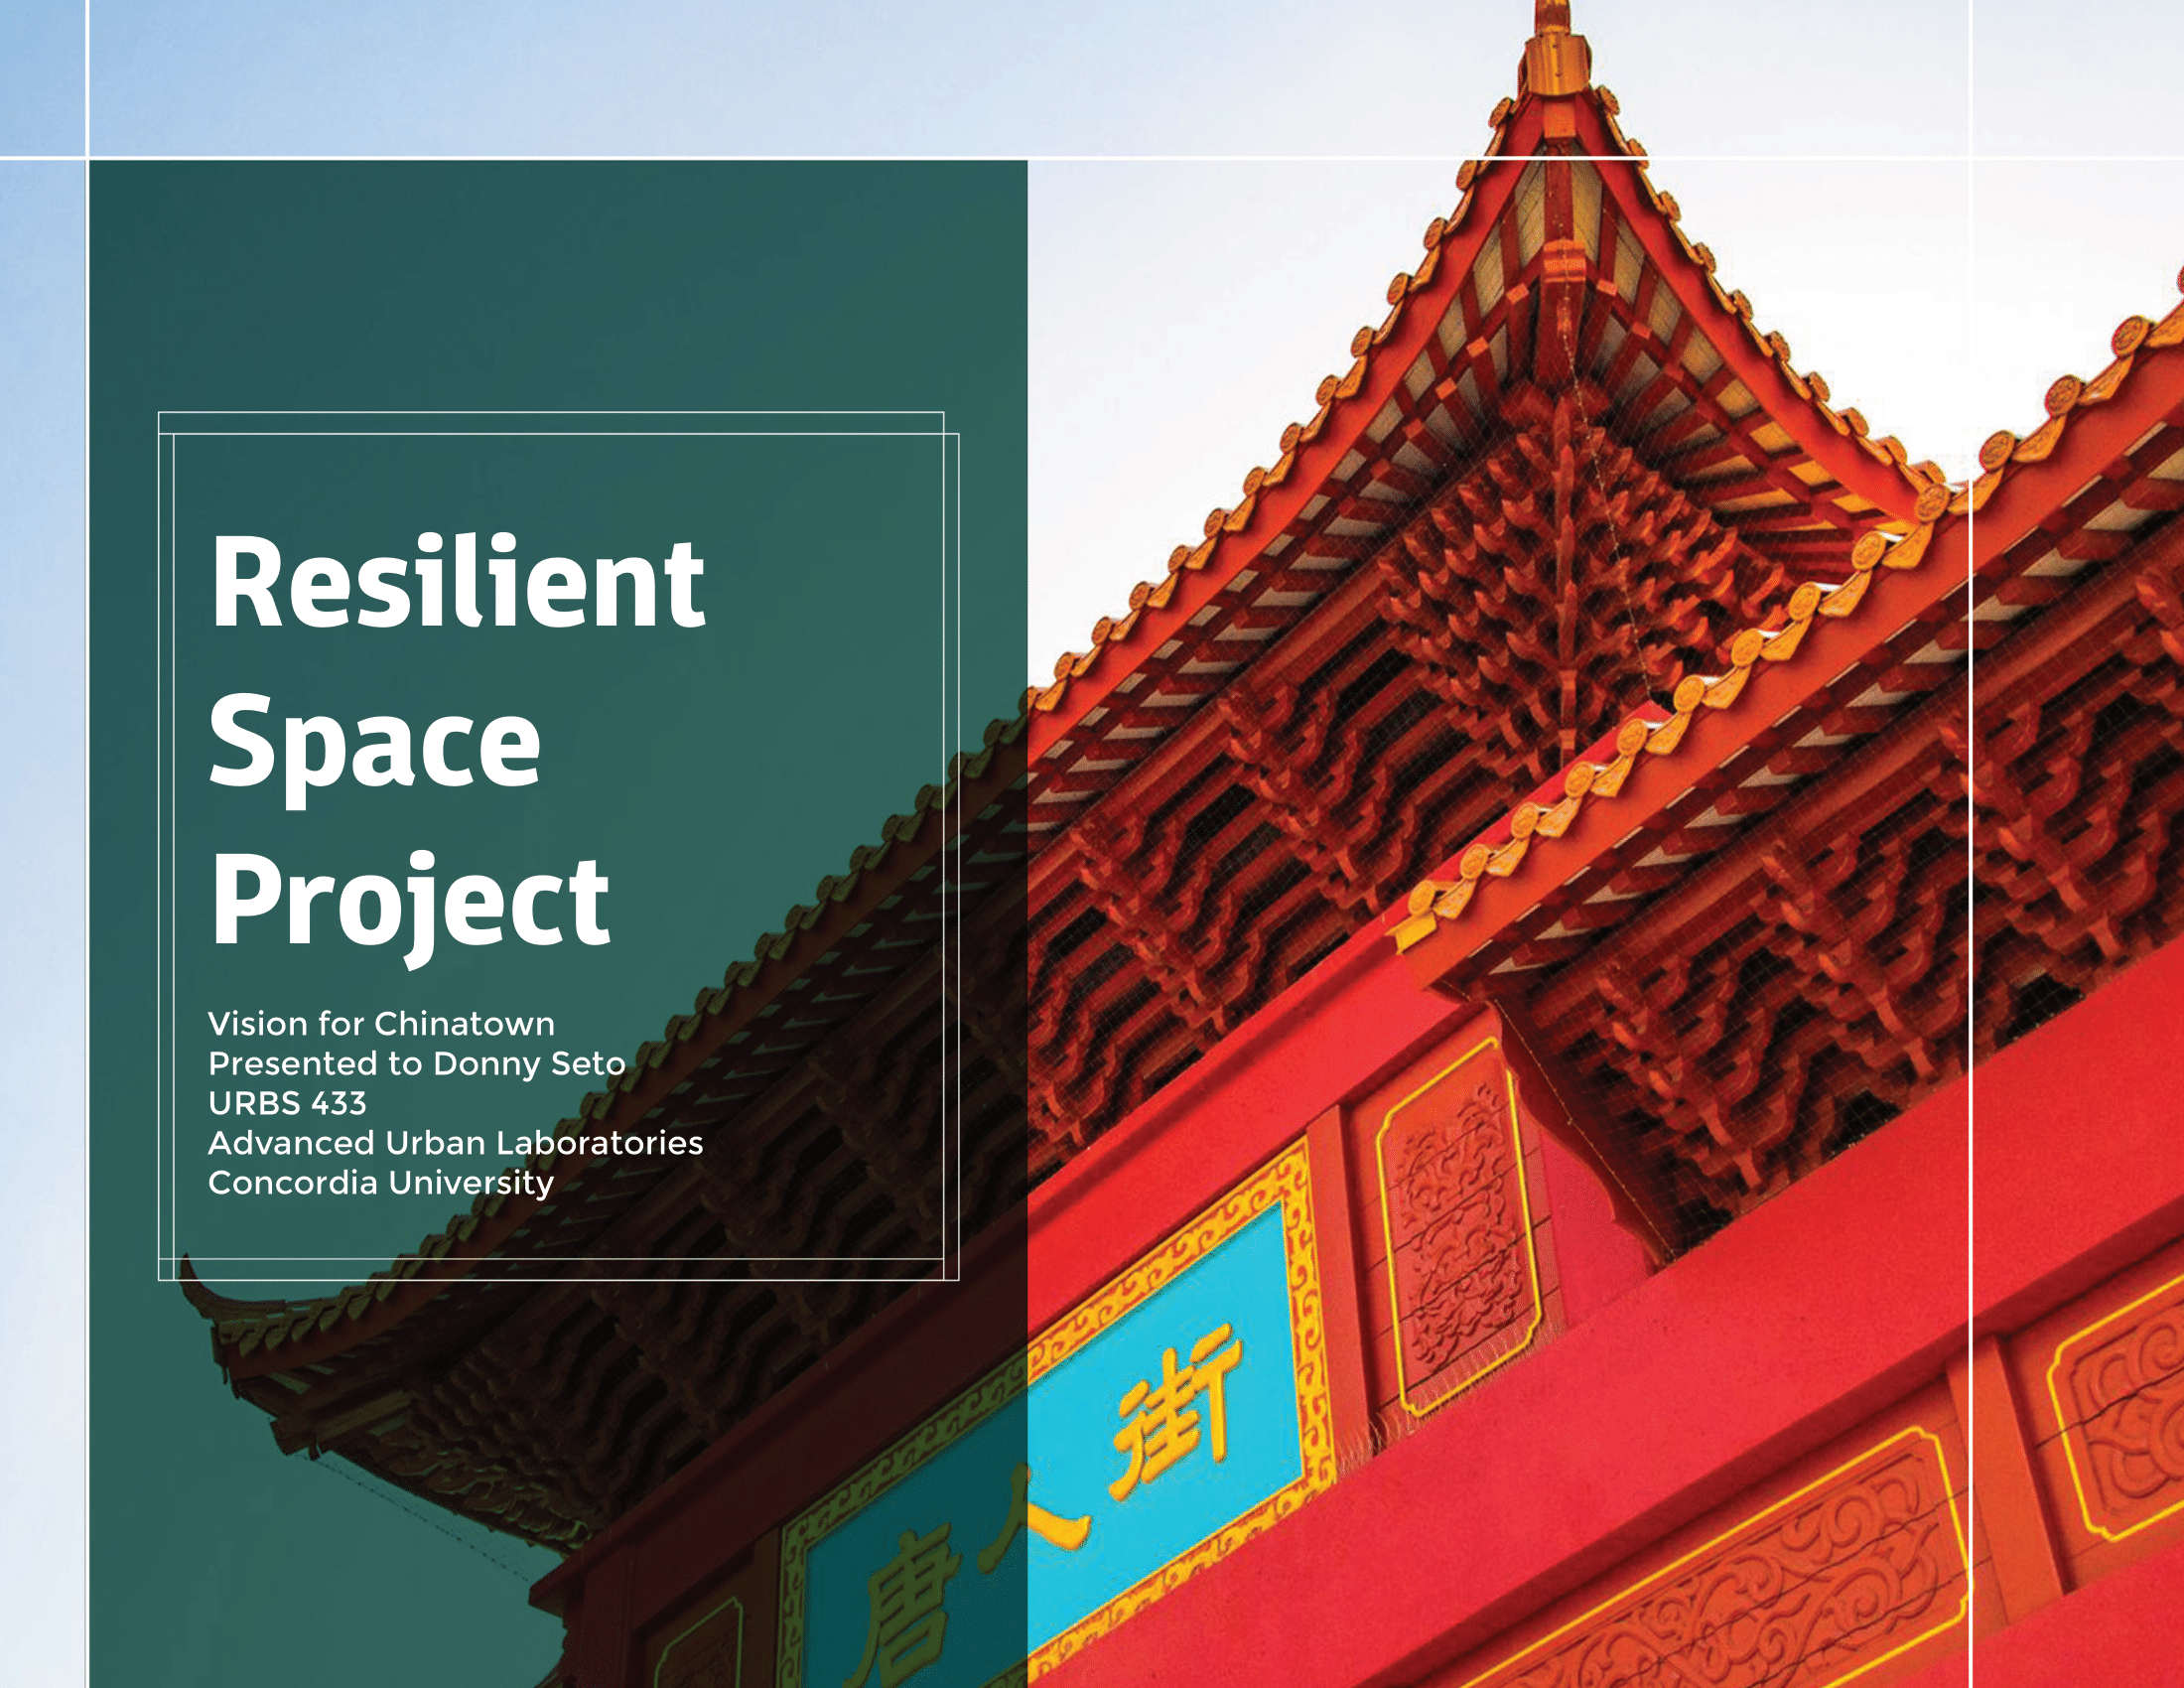 Resilient
Space
Project
Vision for Chinatown
Presented to Donny Seto
URBS 433
Advanced Urban Laboratories
Concordia University
唐人街